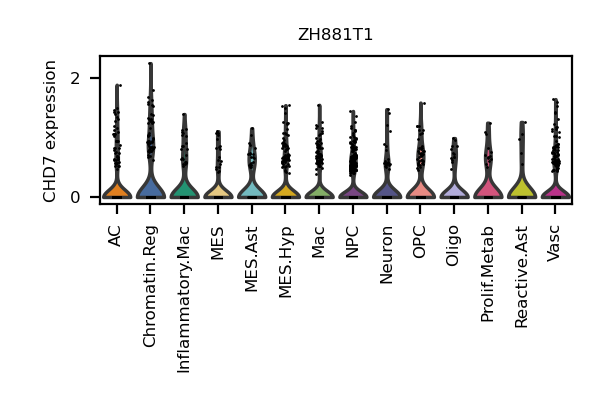 ZH881T1
CHD7 expression
2
0
AC
Chromatin.Reg
Inflammatory.Mac
MES
MES.Ast
MES.Hyp
Mac
NPC
Neuron
OPC
Oligo
Prolif.Metab
Reactive.Ast
Vasc